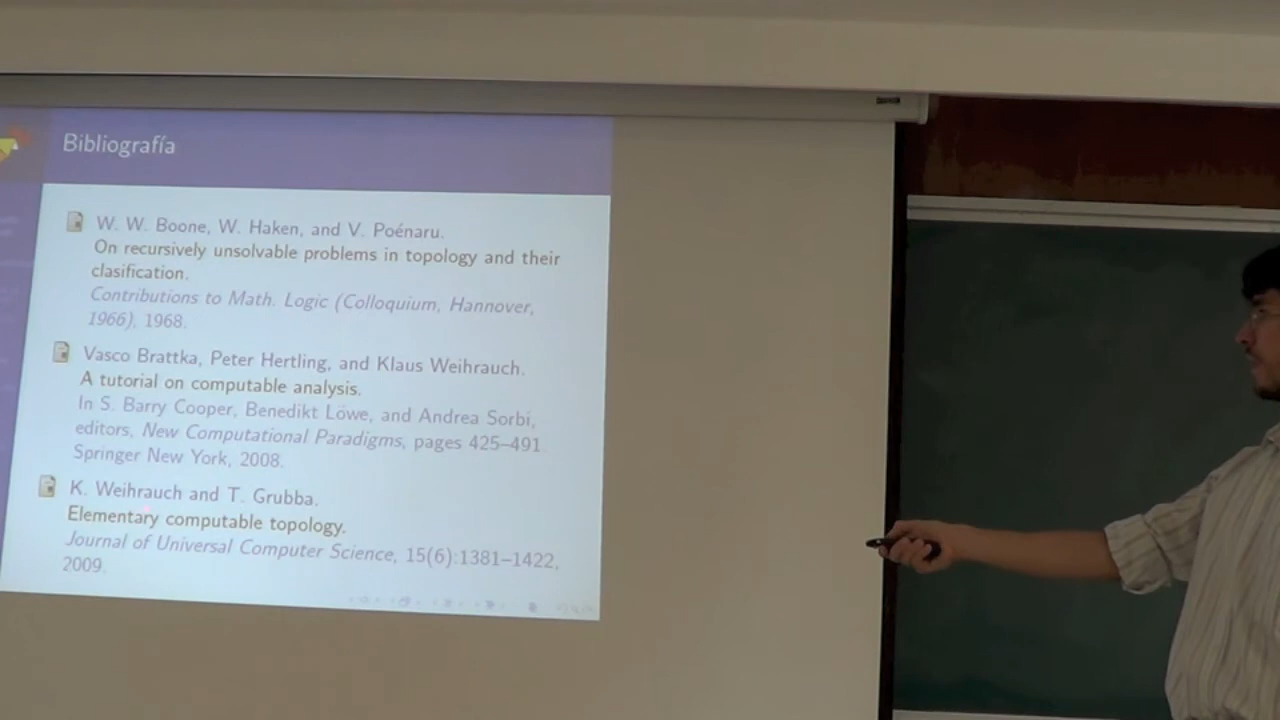 Bibliografía
W. W. Boone, W. Haken, and V. Poénaru.
On recursively unsolvable problems in topology and their
clasification.
Contributions to Math. Logic (Colloquium, Hannover,
1966), 1968.
Vasco Brattka, Peter Hertling, and Klaus Weihrauch.
A tutorial on computable analysis.
In S. Barry Cooper, Benedikt Löwe, and Andrea Sorbi,
editors, New Computational Paradigms, pages 425–491.
Springer New York, 2008.
K. Weihrauch and T. Grubba.
Elementary computable topology.
Journal of Universal Computer Science, 15(6):1381–1422,
2009.